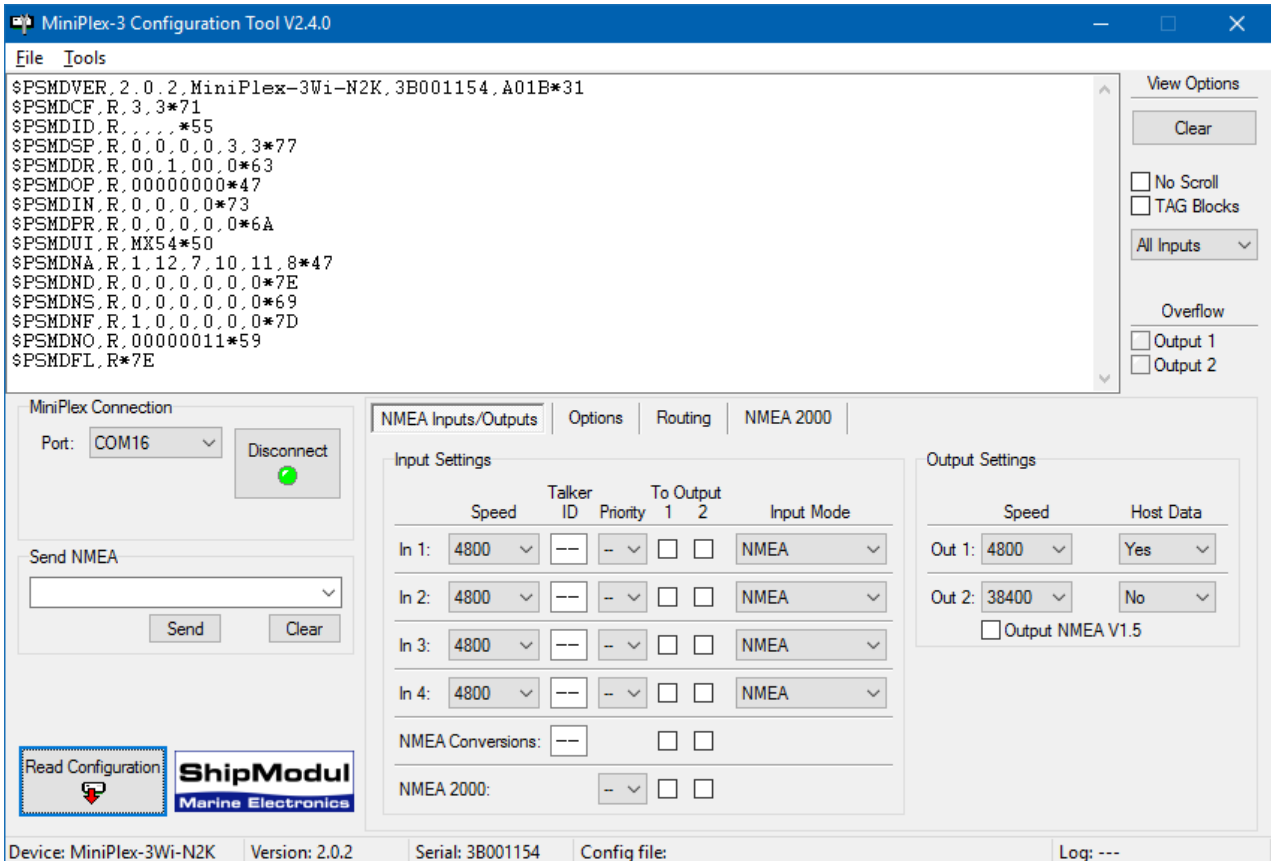 MiniPlex-3 Configuration Tool V2.4.0
File Tools
$PSMDVER,2.0.2,MiniPlex-3Wi-N2K,3B001154,A01B*31
$PSMDCF,R,3,3*71
$PSMDID,R,,,,,*55
$PSMDSP,R,0,0,0,0,3,3*77
$PSMDDR,R,00,1,00,0*63
$PSMDOP,R,00000000*47
$PSMDIN,R,0,0,0,0*73
$PSMDPR,R,0,0,0,0,0*6A
$PSMDUI,R,MX54*50
$PSMDNA,R,1,12,7,10,11,8*47
$PSMDND,R,0,0,0,0,0,0*7E
$PSMDNS,R,0,0,0,0,0,0*69
$PSMDNF,R,1,0,0,0,0,0*7D
$PSMDNO,R,00000011*59
$PSMDFL,R*7E
View Options
Clear
No Scroll
TAG Blocks
All Inputs
Overflow
Output 1
Output 2
MiniPlex Connection
Port: COM16
Disconnect
Send NMEA
Send Clear
Read Configuration
ShipModul
Marine Electronics
NMEA Inputs/Outputs Options Routing NMEA 2000
Input Settings
Talker To Output
Speed ID Priority 1 2 Input Mode
In 1: 4800 -- -- NMEA
In 2: 4800 -- -- NMEA
In 3: 4800 -- -- NMEA
In 4: 4800 -- -- NMEA
NMEA Conversions: --
NMEA 2000: --
Output Settings
Speed Host Data
Out 1: 4800 Yes
Out 2: 38400 No
Output NMEA V1.5
Device: MiniPlex-3Wi-N2K Version: 2.0.2 Serial: 3B001154 Config file: Log: ---